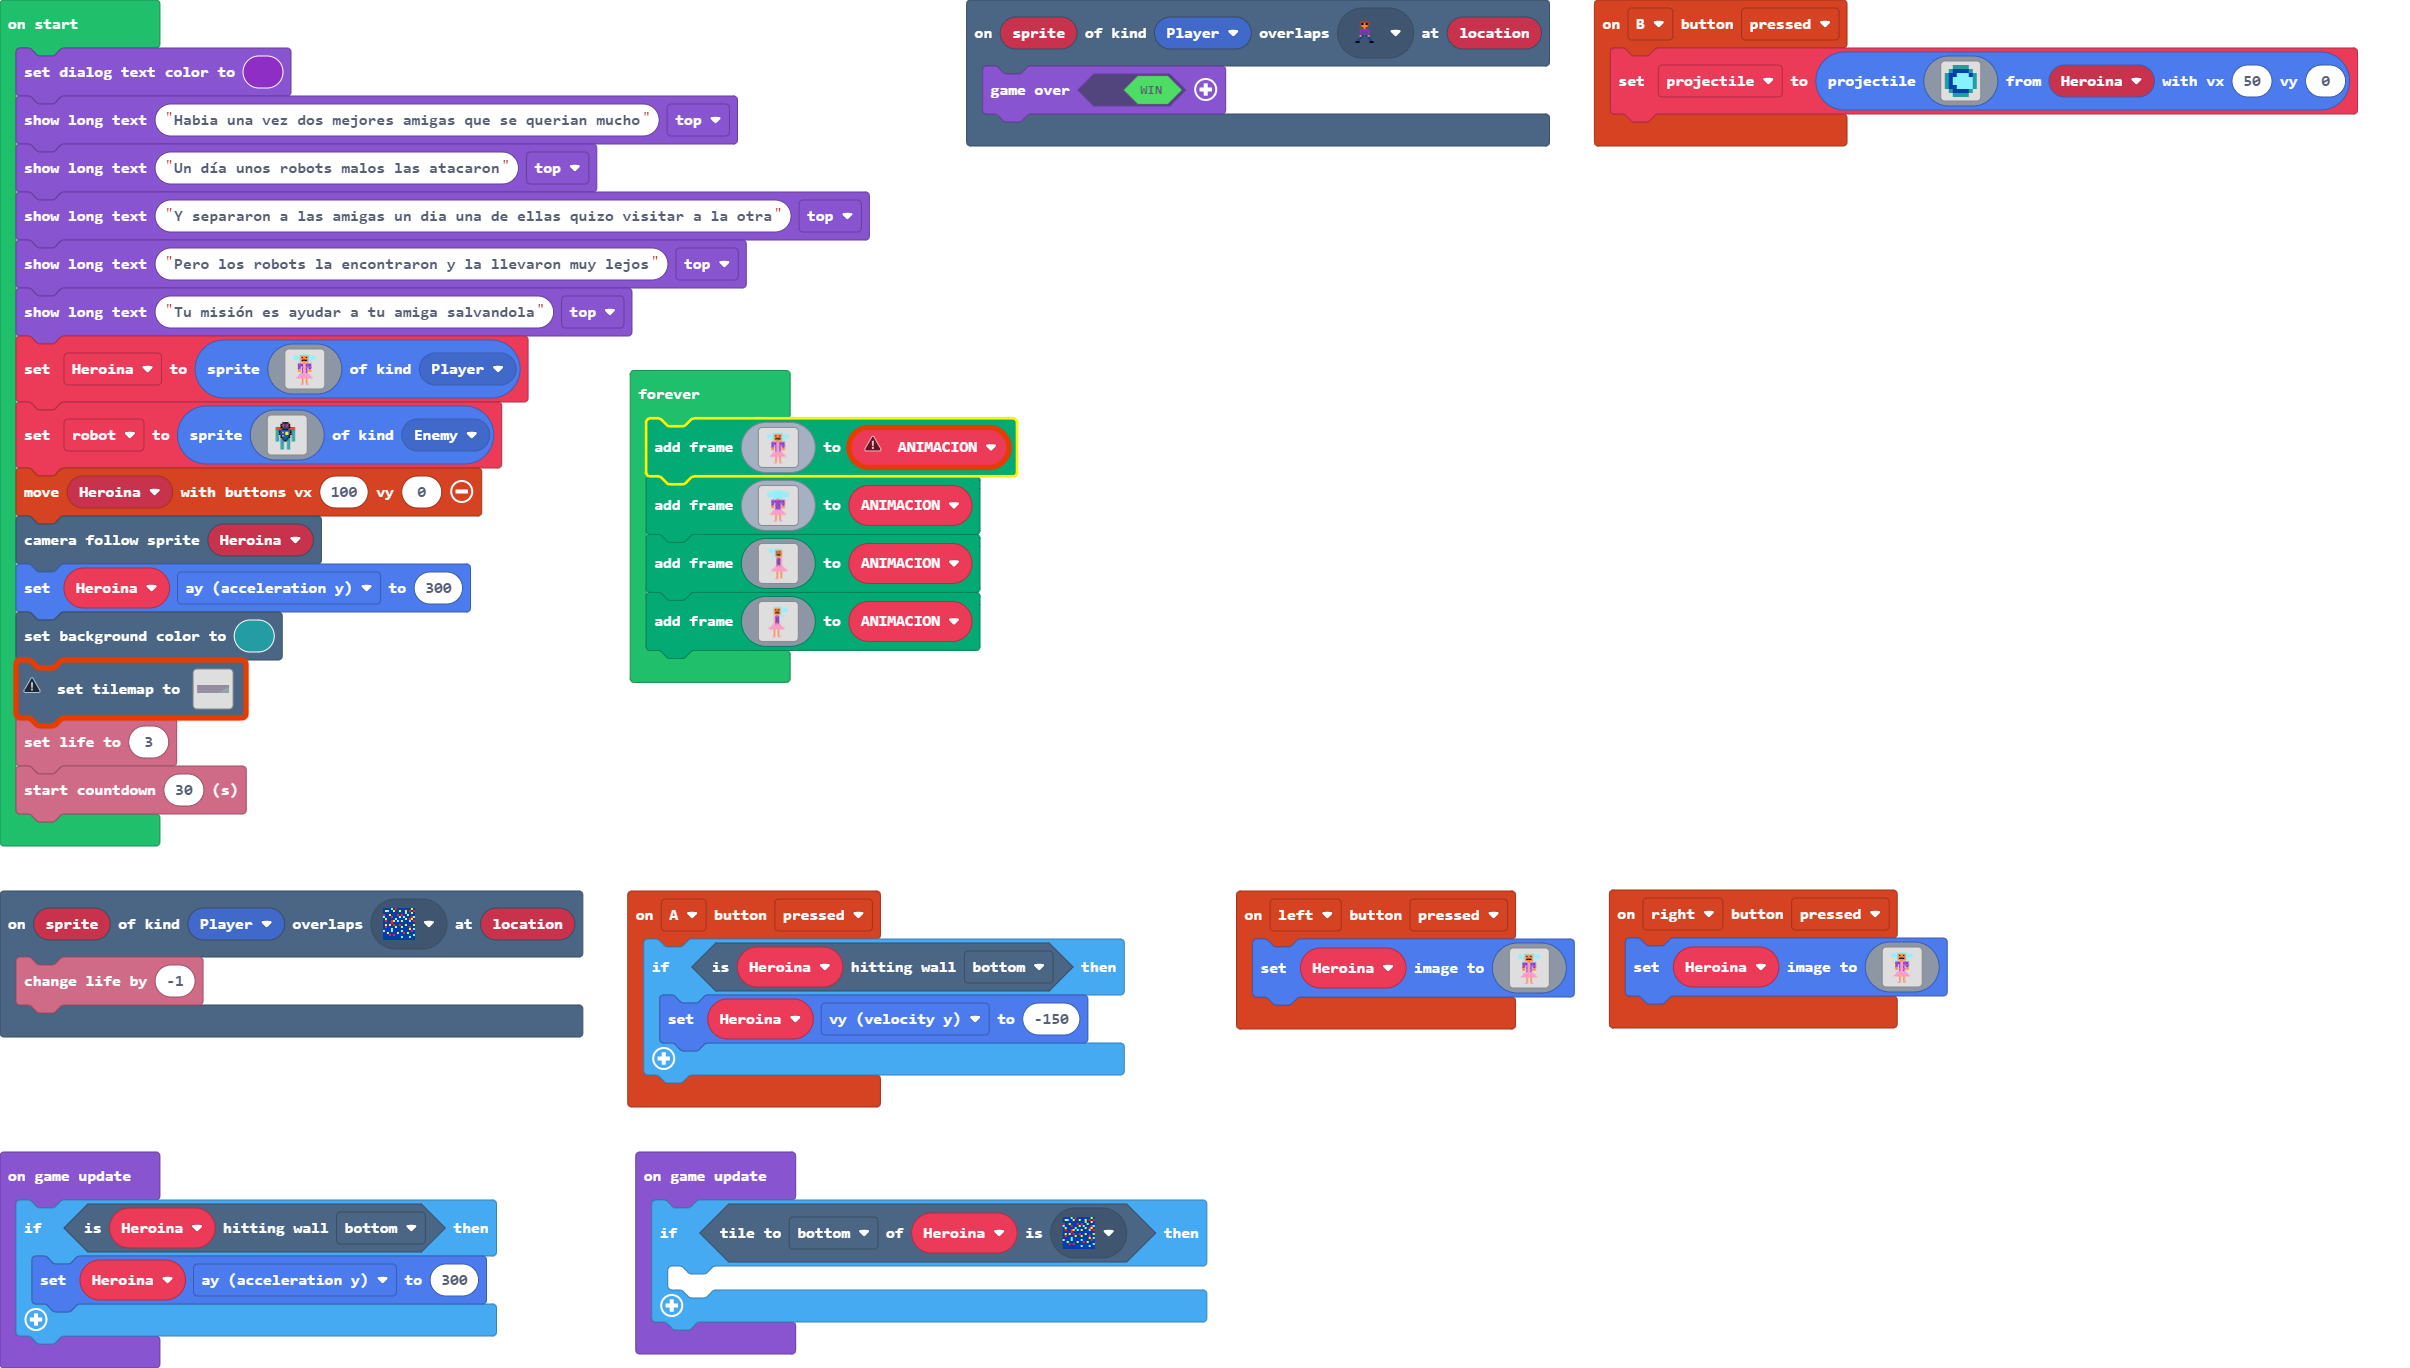 on start
set dialog text color to
show long text "Habia una vez dos mejores amigas que se querian mucho" top
show long text "Un día unos robots malos las atacaron" top
show long text "Y separaron a las amigas un dia una de ellas quizo visitar a la otra" top
show long text "Pero los robots la encontraron y la llevaron muy lejos" top
show long text "Tu misión es ayudar a tu amiga salvandola" top
set Heroina to sprite of kind Player
set robot to sprite of kind Enemy
move Heroina with buttons vx 100 vy 0
camera follow sprite Heroina
set Heroina ay (acceleration y) to 300
set background color to
set tilemap to
set life to 3
start countdown 30 (s)
on sprite of kind Player overlaps at location
game over WIN
on B button pressed
set projectile to projectile from Heroina with vx 50 vy 0
forever
add frame to ANIMACION
add frame to ANIMACION
add frame to ANIMACION
add frame to ANIMACION
on sprite of kind Player overlaps at location
change life by -1
on A button pressed
if is Heroina hitting wall bottom then
set Heroina vy (velocity y) to -150
on left button pressed
set Heroina image to
on right button pressed
set Heroina image to
on game update
if is Heroina hitting wall bottom then
set Heroina ay (acceleration y) to 300
on game update
if tile to bottom of Heroina is then